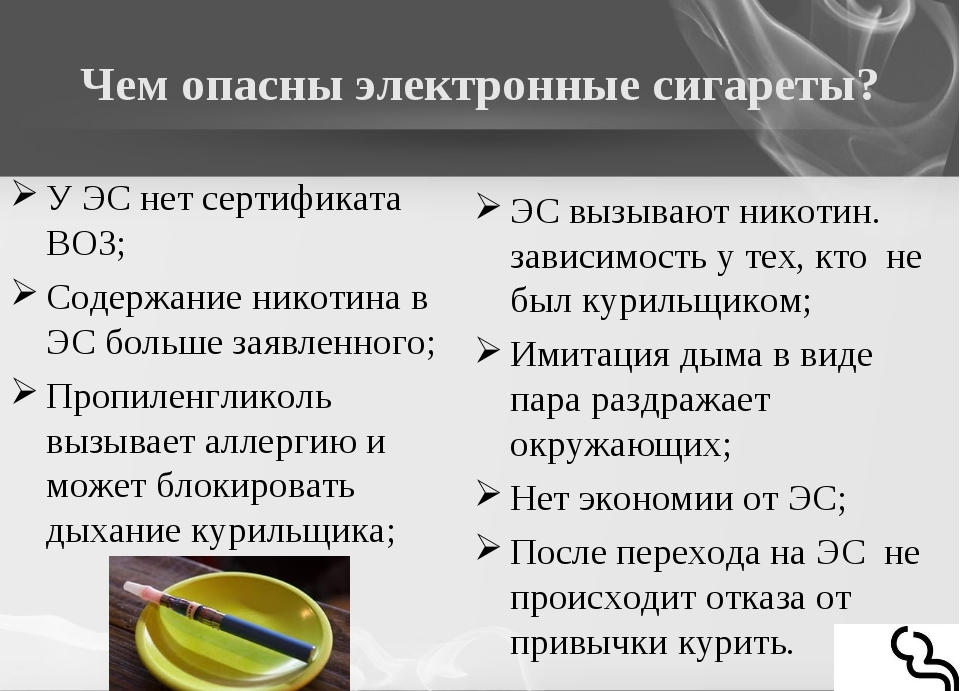 Чем опасны электронные сигареты?
У ЭС нет сертификата
ВОЗ;
Содержание никотина в
ЭС больше заявленного;
Пропиленгликоль
вызывает аллергию и
может блокировать
дыхание курильщика;
ЭС вызывают никотин.
зависимость у тех, кто не
был курильщиком;
Имитация дыма в виде
пара раздражает
окружающих;
Нет экономии от ЭС;
После перехода на ЭС не
происходит отказа от
привычки курить.